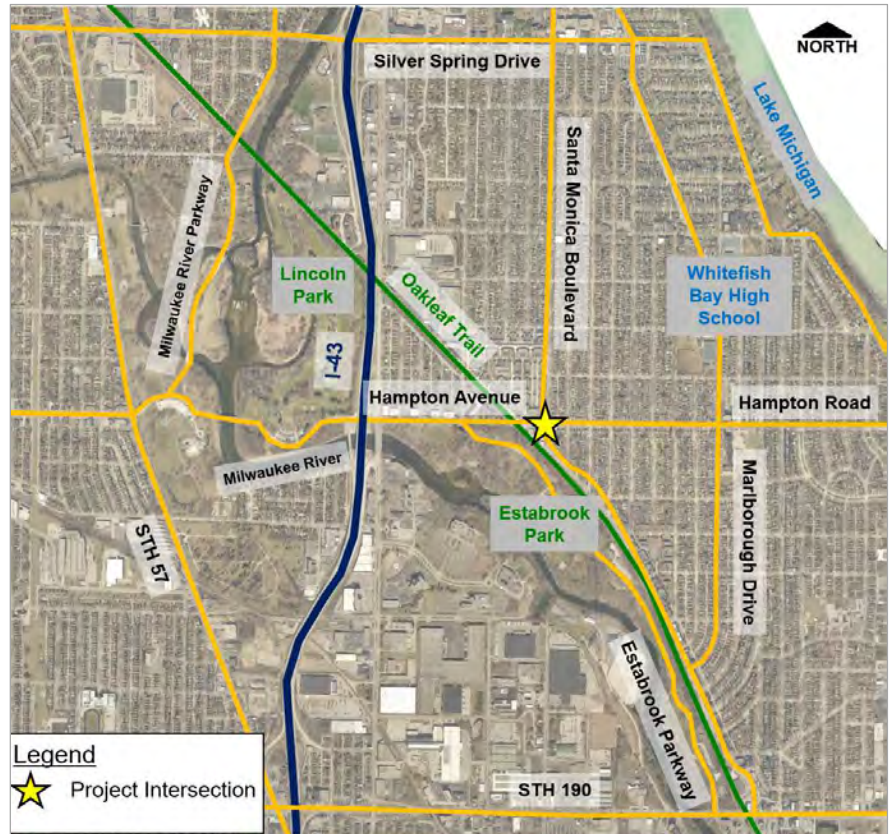 NORTH
Silver Spring Drive
Lake Michigan
Santa Monica Boulevard
Milwaukee River Parkway
Lincoln
Park
Oakleaf Trail
Whitefish
Bay High
School
I-43
Hampton Avenue
Hampton Road
Milwaukee River
Marlborough Drive
Estabrook
Park
STH 57
Estabrook Parkway
STH 190
Legend
Project Intersection